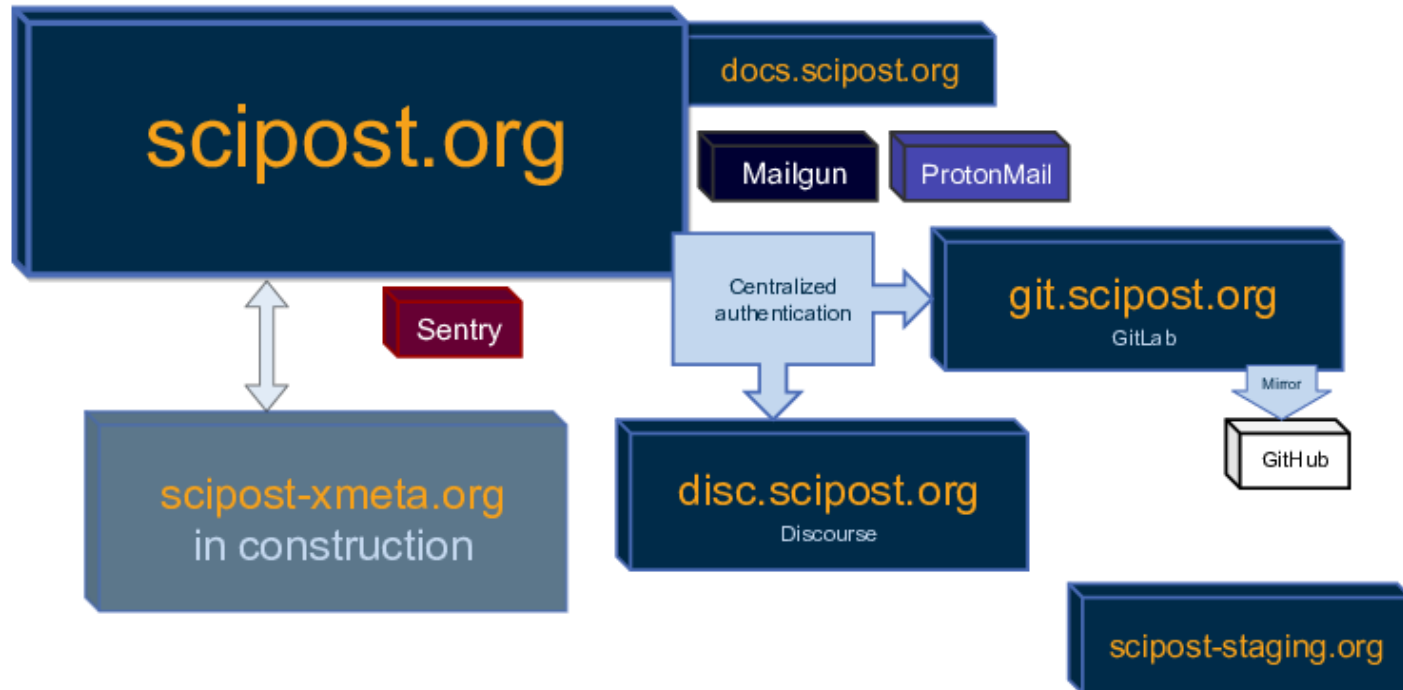 scipost.org
docs.scipost.org
Mailgun
ProtonMail
Centralized
authentication
git.scipost.org
GitLab
Sentry
Mirror
GitHub
scipost-xmeta.org
in construction
disc.scipost.org
Discourse
scipost-staging.org